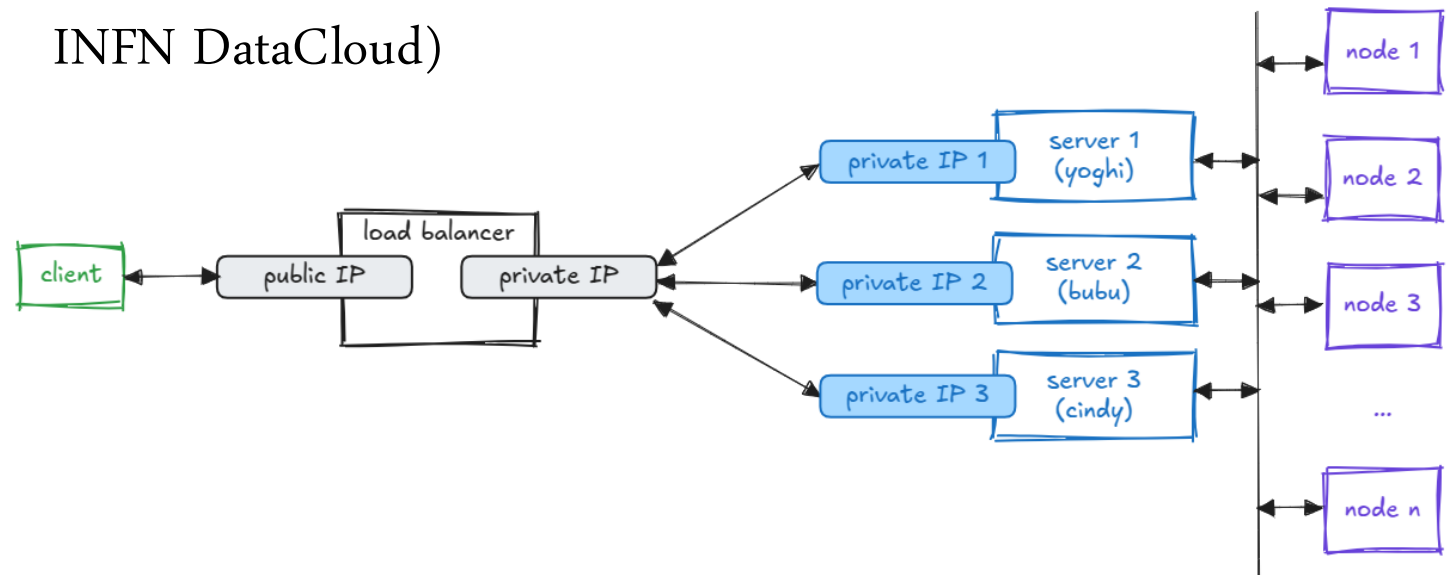 INFN DataCloud)
client
public IP
load balancer
private IP
private IP 1
server 1
(yoghi)
private IP 2
server 2
(bubu)
private IP 3
server 3
(cindy)
node 1
node 2
node 3
...
node n